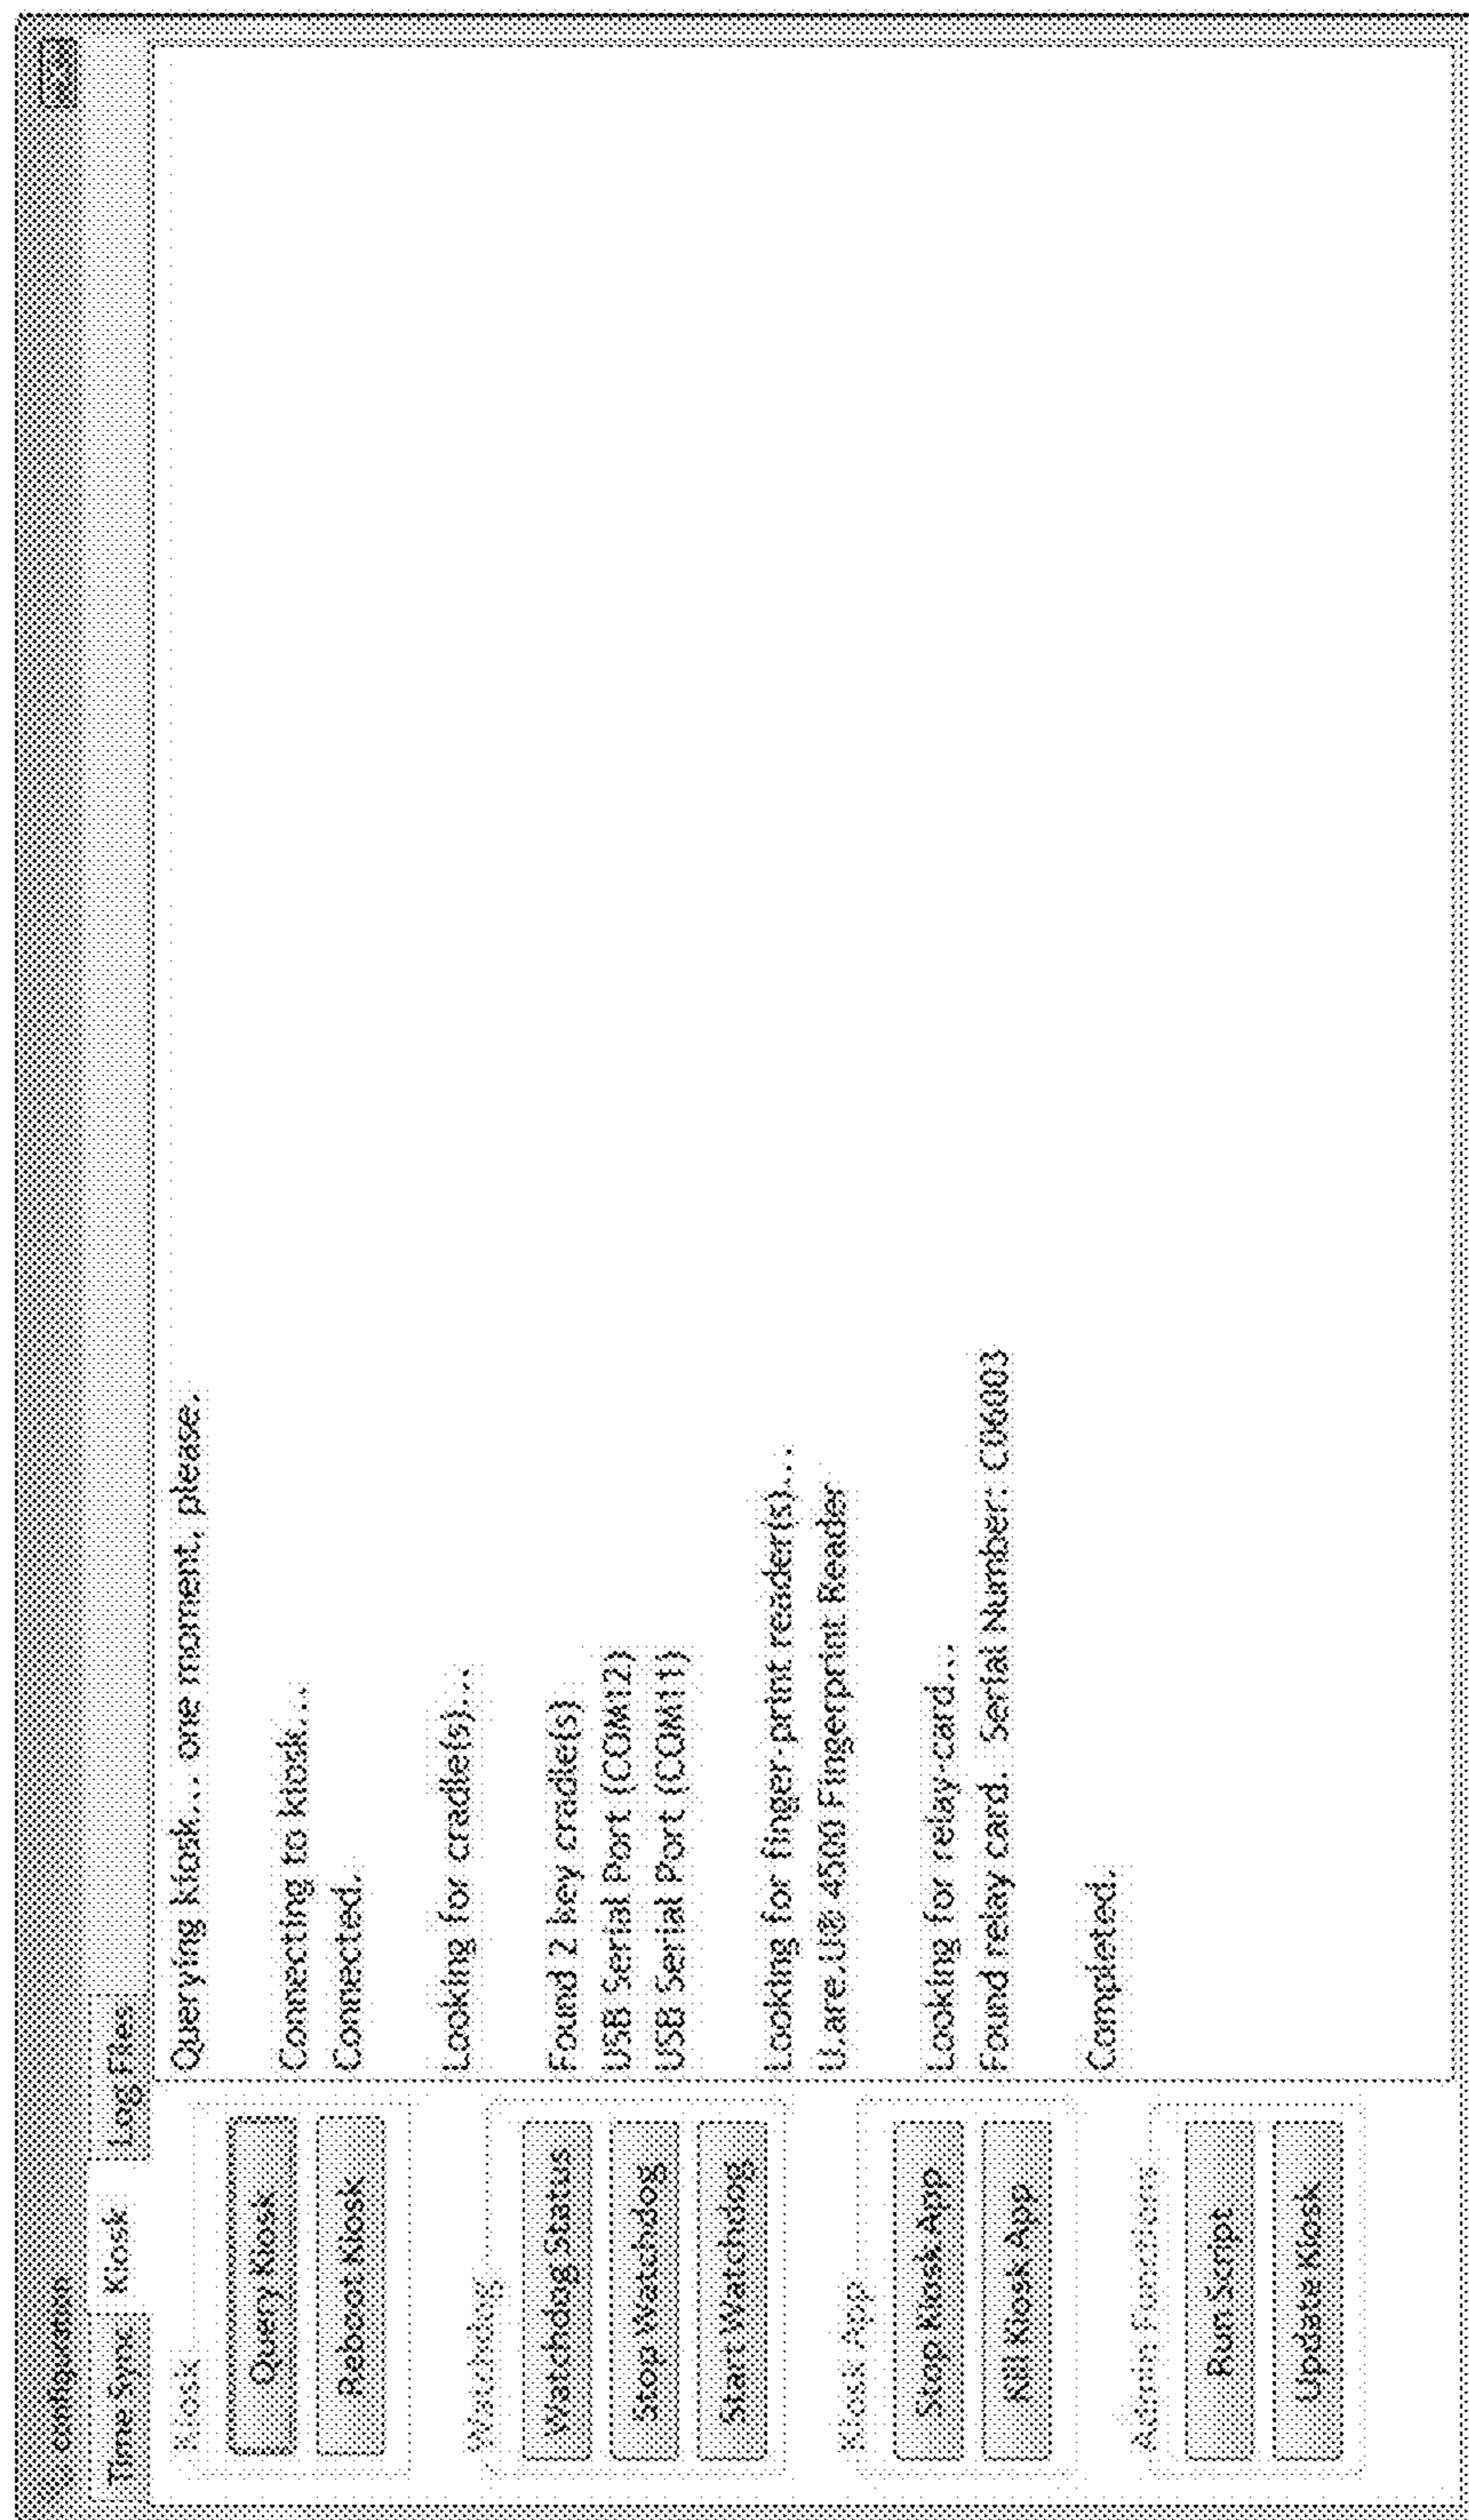 configuration
Time Sync
Kiosk
Log Files
Kiosk
Query Kiosk
Reboot Kiosk
Watchdog
Watchdog Status
Stop Watchdog
Start Watchdog
Kiosk App
Stop Kiosk App
Kill Kiosk App
Admin Functions
Run Script
Update Kiosk
Querying kiosk... one moment, please.
Connecting to kiosk...
Connected.
Looking for cradle(s)...
Found 2 key cradle(s)
USB Serial Port (COM12)
USB Serial Port (COM11)
Looking for finger-print reader(s)...
U.are.U® 4500 Fingerprint Reader
Looking for relay-card...
Found relay card. Serial Number: C06003
Completed.